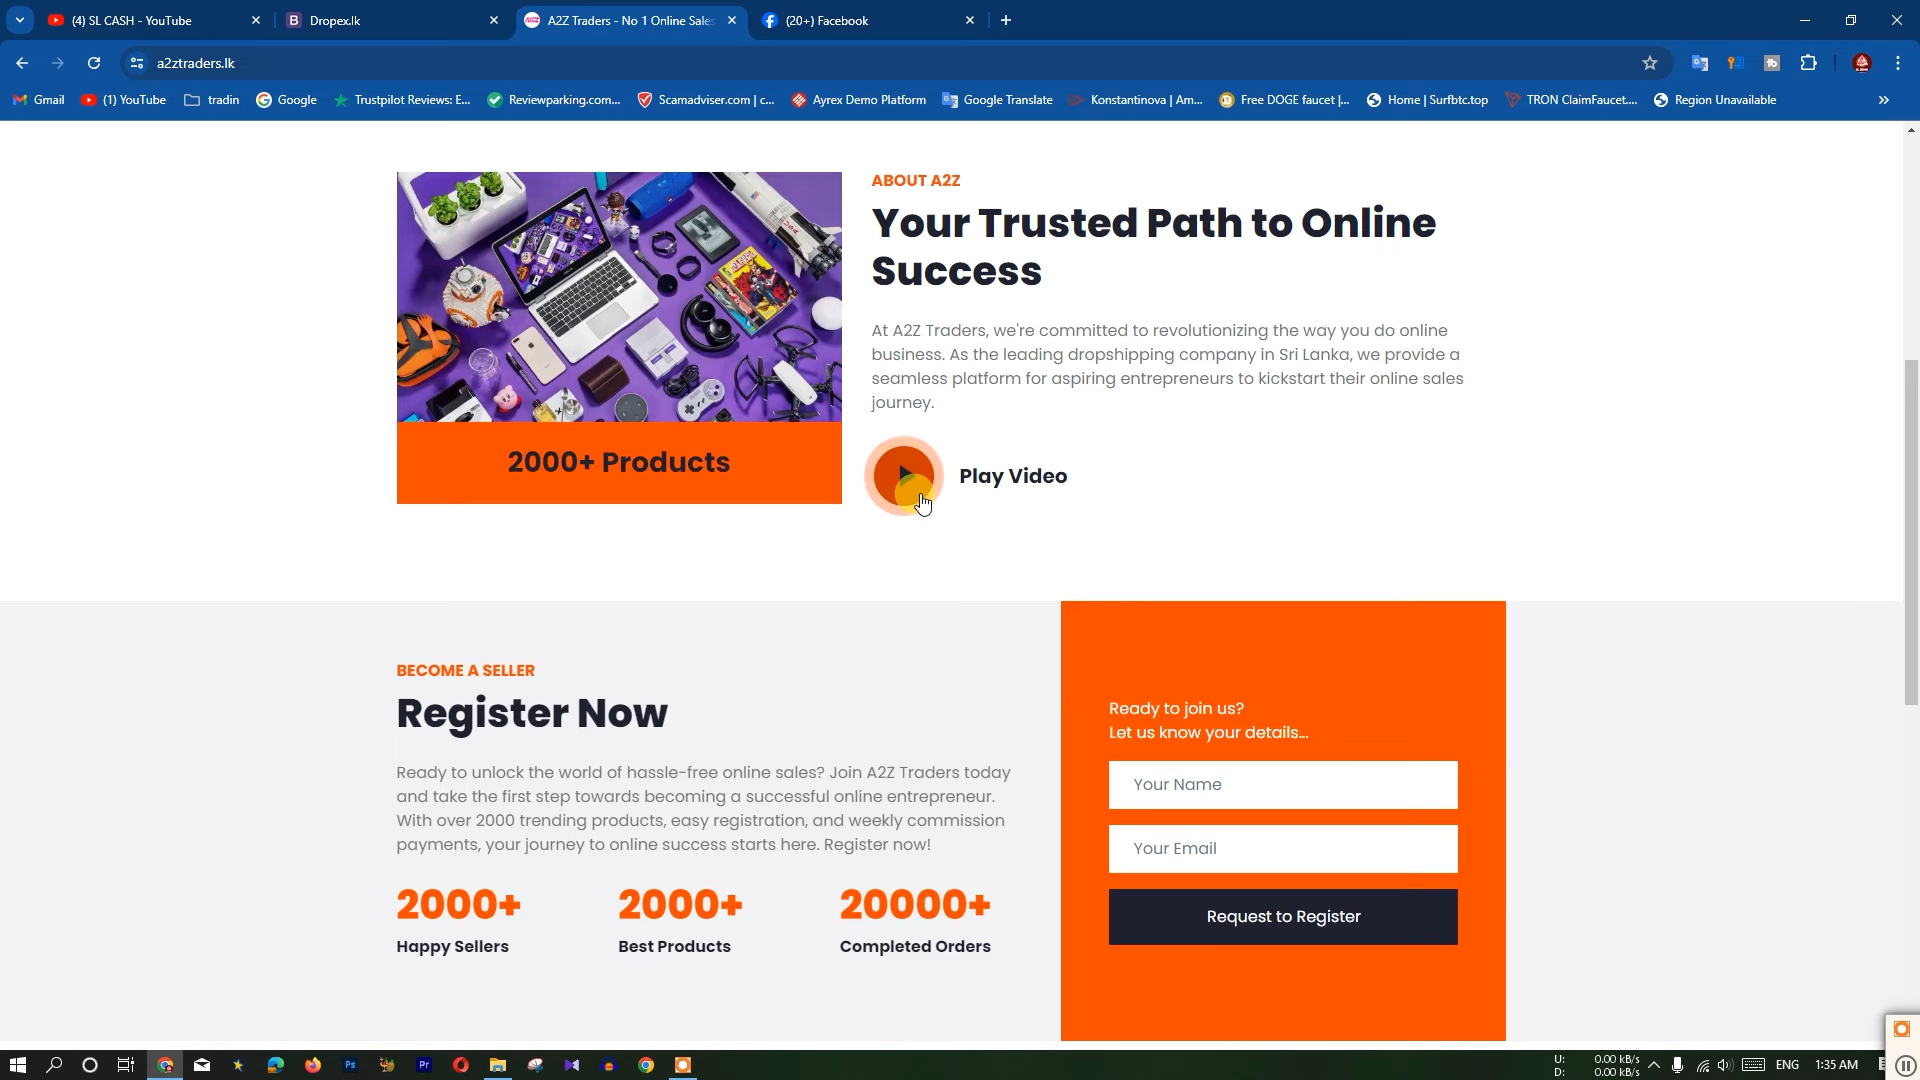 (4) SL CASH - YouTube
Dropex.lk
A2Z Traders - No 1 Online Sales
(20+) Facebook
a2ztraders.lk
Gmail
(1) YouTube
tradin
Google
Trustpilot Reviews: E...
Reviewparking.com...
Scamadviser.com | c...
Ayrex Demo Platform
Google Translate
Konstantinova | Am...
Free DOGE faucet |...
Home | Surfbtc.top
TRON ClaimFaucet....
Region Unavailable
2000+ Products
ABOUT A2Z
Your Trusted Path to Online
Success
At A2Z Traders, we're committed to revolutionizing the way you do online
business. As the leading dropshipping company in Sri Lanka, we provide a
seamless platform for aspiring entrepreneurs to kickstart their online sales
journey.
Play Video
BECOME A SELLER
Register Now
Ready to unlock the world of hassle-free online sales? Join A2Z Traders today
and take the first step towards becoming a successful online entrepreneur.
With over 2000 trending products, easy registration, and weekly commission
payments, your journey to online success starts here. Register now!
2000+
Happy Sellers
2000+
Best Products
20000+
Completed Orders
Ready to join us?
Let us know your details...
Your Name
Your Email
Request to Register
U: 0.00 kB/s
D: 0.00 kB/s
ENG
1:35 AM